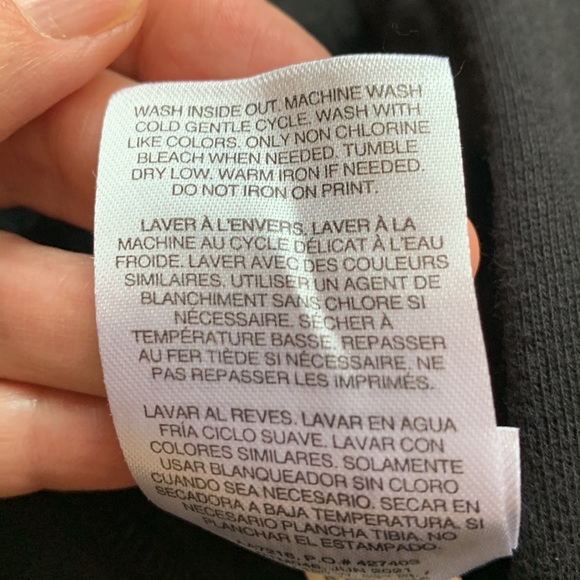 WASH INSIDE OUT. MACHINE WASH
COLD GENTLE CYCLE. WASH WITH
LIKE COLORS. ONLY NON CHLORINE
BLEACH WHEN NEEDED. TUMBLE
DRY LOW. WARM IRON IF NEEDED.
DO NOT IRON ON PRINT.
LAVER À L'ENVERS. LAVER À LA
MACHINE AU CYCLE DÉLICAT À L'EAU
FROIDE. LAVER AVEC DES COULEURS
SIMILAIRES. UTILISER UN AGENT DE
BLANCHIMENT SANS CHLORE SI
NÉCESSAIRE. SÉCHER À
TEMPÉRATURE BASSE. REPASSER
AU FER TIÈDE SI NÉCESSAIRE. NE
PAS REPASSER LES IMPRIMÉS.
LAVAR AL REVES. LAVAR EN AGUA
FRÍA CICLO SUAVE. LAVAR CON
COLORES SIMILARES. SOLAMENTE
USAR BLANQUEADOR SIN CLORO
CUANDO SEA NECESARIO. SECAR EN
SECADORA A BAJA TEMPERATURA. SI
NECESARIO PLANCHA TIBIA. NO
PLANCHAR EL ESTAMPADO.
P.O.# 427403
JUN 2021